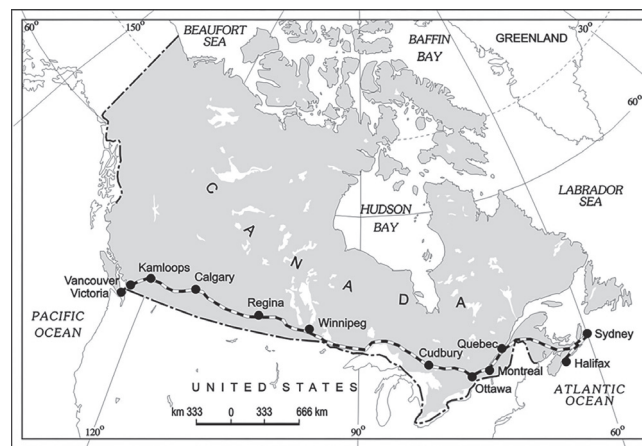 60°
150°
BEAUFORT
SEA
BAFFIN
BAY
GREENLAND
30°
60°
LABRADOR
SEA
HUDSON
BAY
C A N A D A
Vancouver
Victoria
Kamloops
Calgary
Regina
Winnipeg
Cudbury
Quebec
Montreal
Ottawa
Sydney
Halifax
PACIFIC
OCEAN
ATLANTIC
OCEAN
UNITED STATES
km 333 0 333 666 km
120°
90°
60°